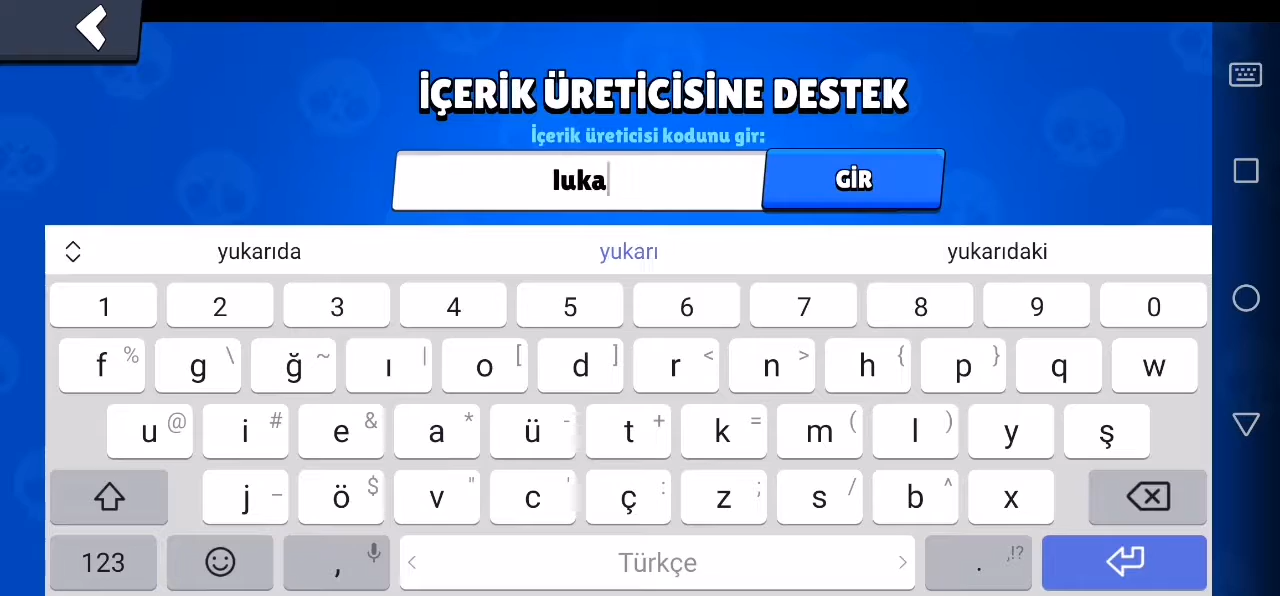 İÇERİK ÜRETİCİSİNE DESTEK
İçerik üreticisi kodunu gir:
luka GİR
yukarıda yukarı yukarıdaki
1 2 3 4 5 6 7 8 9 0
f % g \ ğ ~ ı | o [ d ] r < n > h { p } q w
u @ i # e & a * ü - t + k = m ( l ) y ş
j _ ö $ v " c ' ç : z ; s / b ^ x
123 , < Türkçe > . ,!?